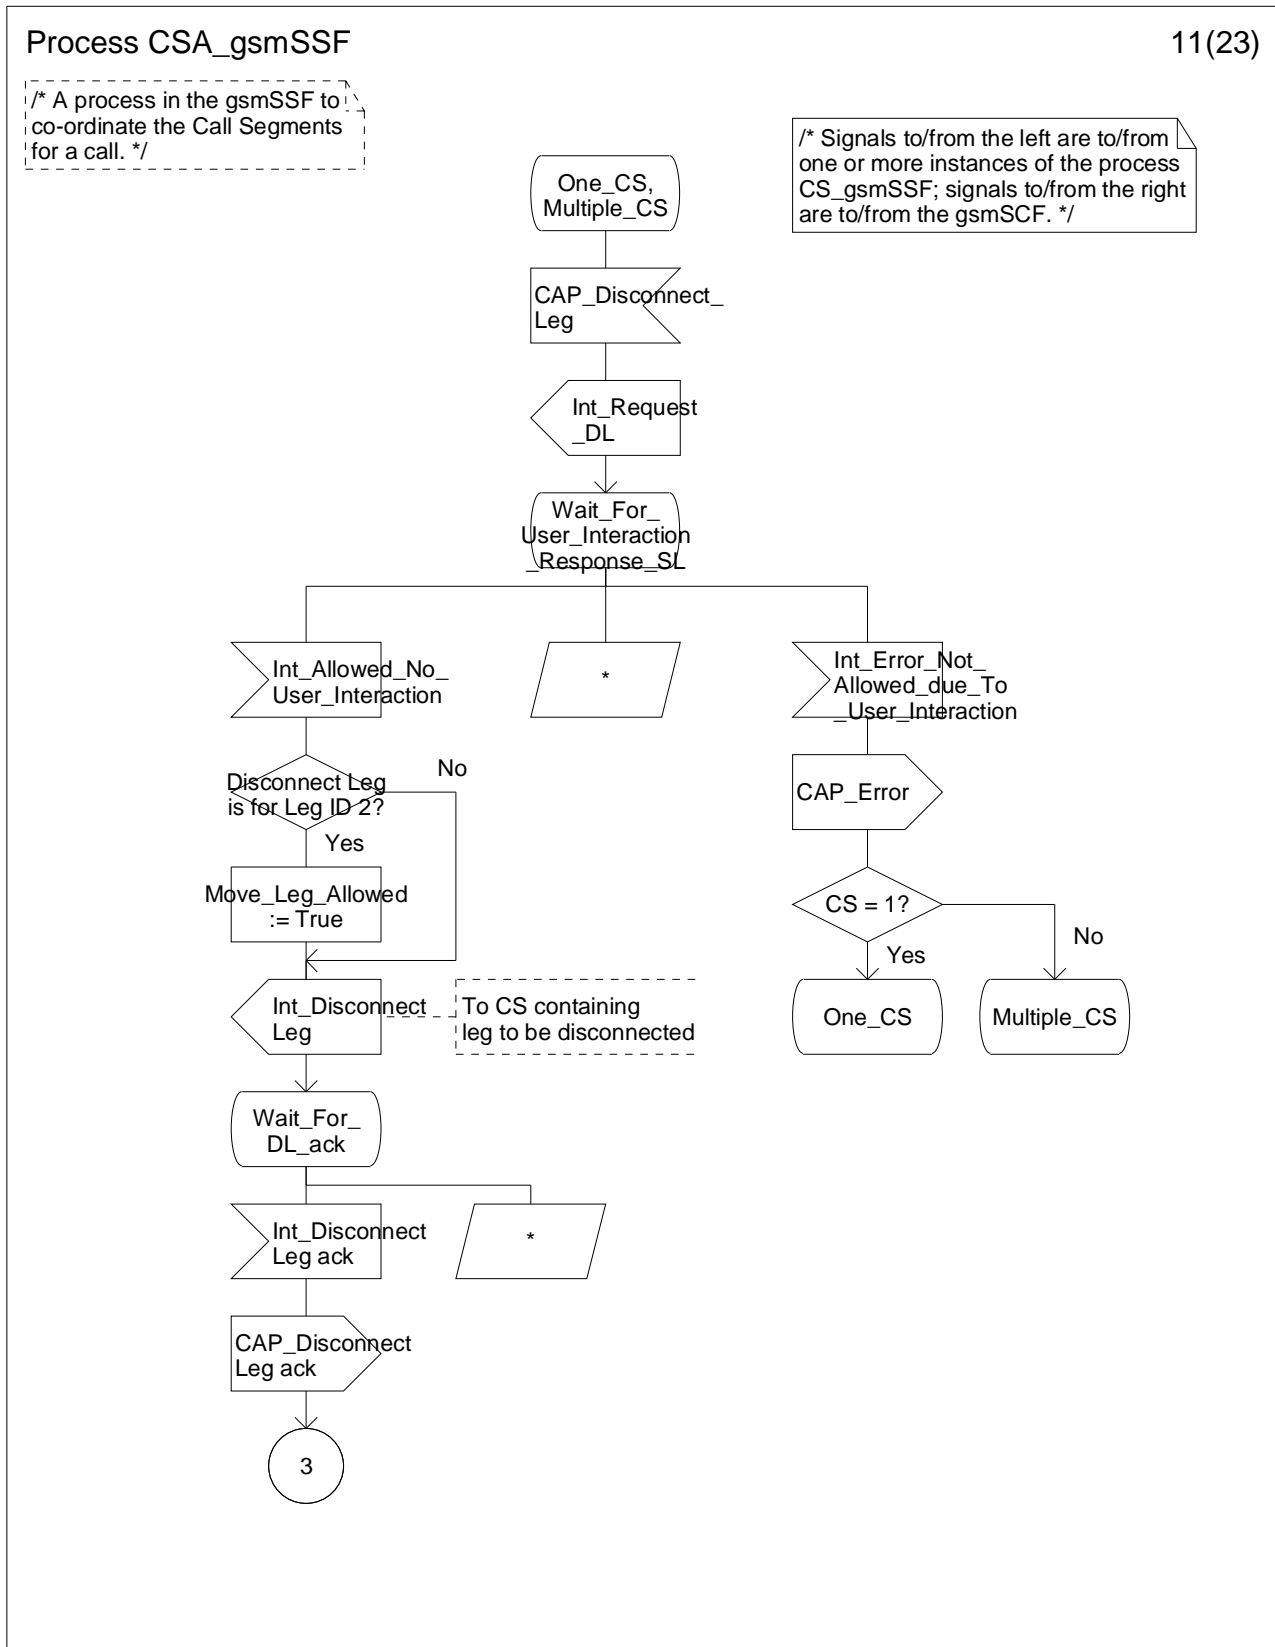 Process CSA_gsmSSF
11(23)
/* A process in the gsmSSF to
co-ordinate the Call Segments
for a call. */
/* Signals to/from the left are to/from
one or more instances of the process
CS_gsmSSF; signals to/from the right
are to/from the gsmSCF. */
One_CS,
Multiple_CS
CAP_Disconnect_
Leg
Int_Request
_DL
Wait_For_
User_Interaction
_Response_SL
Int_Allowed_No_
User_Interaction
*
Int_Error_Not_
Allowed_due_To
_User_Interaction
Disconnect Leg
is for Leg ID 2?
No
Yes
CAP_Error
Move_Leg_Allowed
:= True
CS = 1?
No
Yes
Int_Disconnect
Leg
To CS containing
leg to be disconnected
One_CS
Multiple_CS
Wait_For_
DL_ack
Int_Disconnect
Leg ack
*
CAP_Disconnect
Leg ack
3